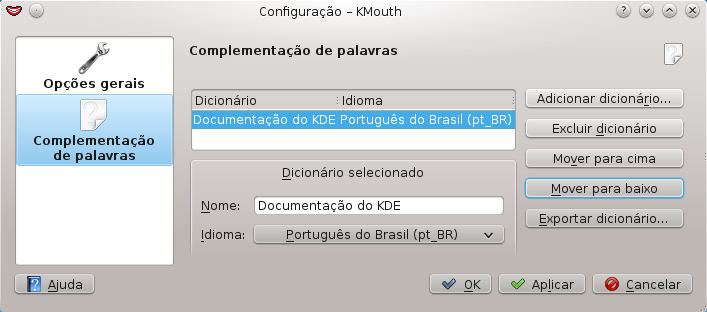 Configuração – KMouth
Opções gerais
Complementação
de palavras
Complementação de palavras
Dicionário Idioma
Documentação do KDE Português do Brasil (pt_BR)
Dicionário selecionado
Nome: Documentação do KDE
Idioma: Português do Brasil (pt_BR)
Adicionar dicionário...
Excluir dicionário
Mover para cima
Mover para baixo
Exportar dicionário...
Ajuda
OK
Aplicar
Cancelar